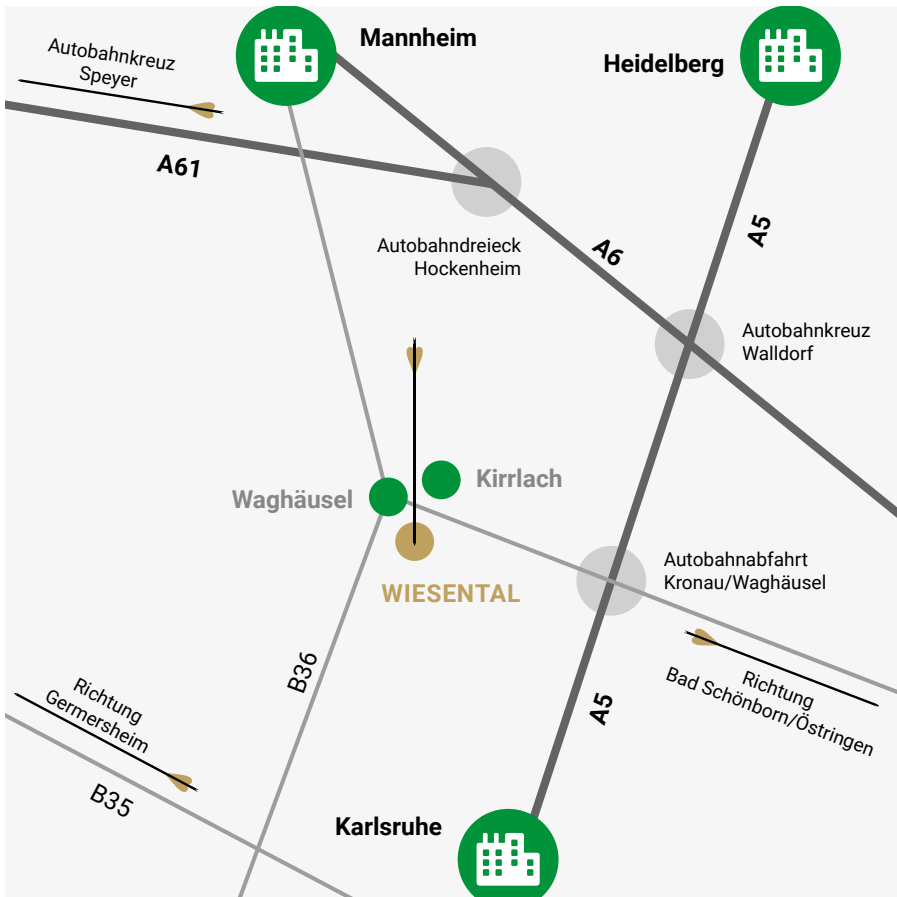 Mannheim
Autobahnkreuz
Speyer
Heidelberg
A61
A5
Autobahndreieck
Hockenheim
A6
Autobahnkreuz
Walldorf
Kirrlach
Waghäusel
Autobahnabfahrt
Kronau/Waghäusel
WIESENTAL
B36
Richtung
Germersheim
Richtung
Bad Schönborn/Östringen
A5
B35
Karlsruhe